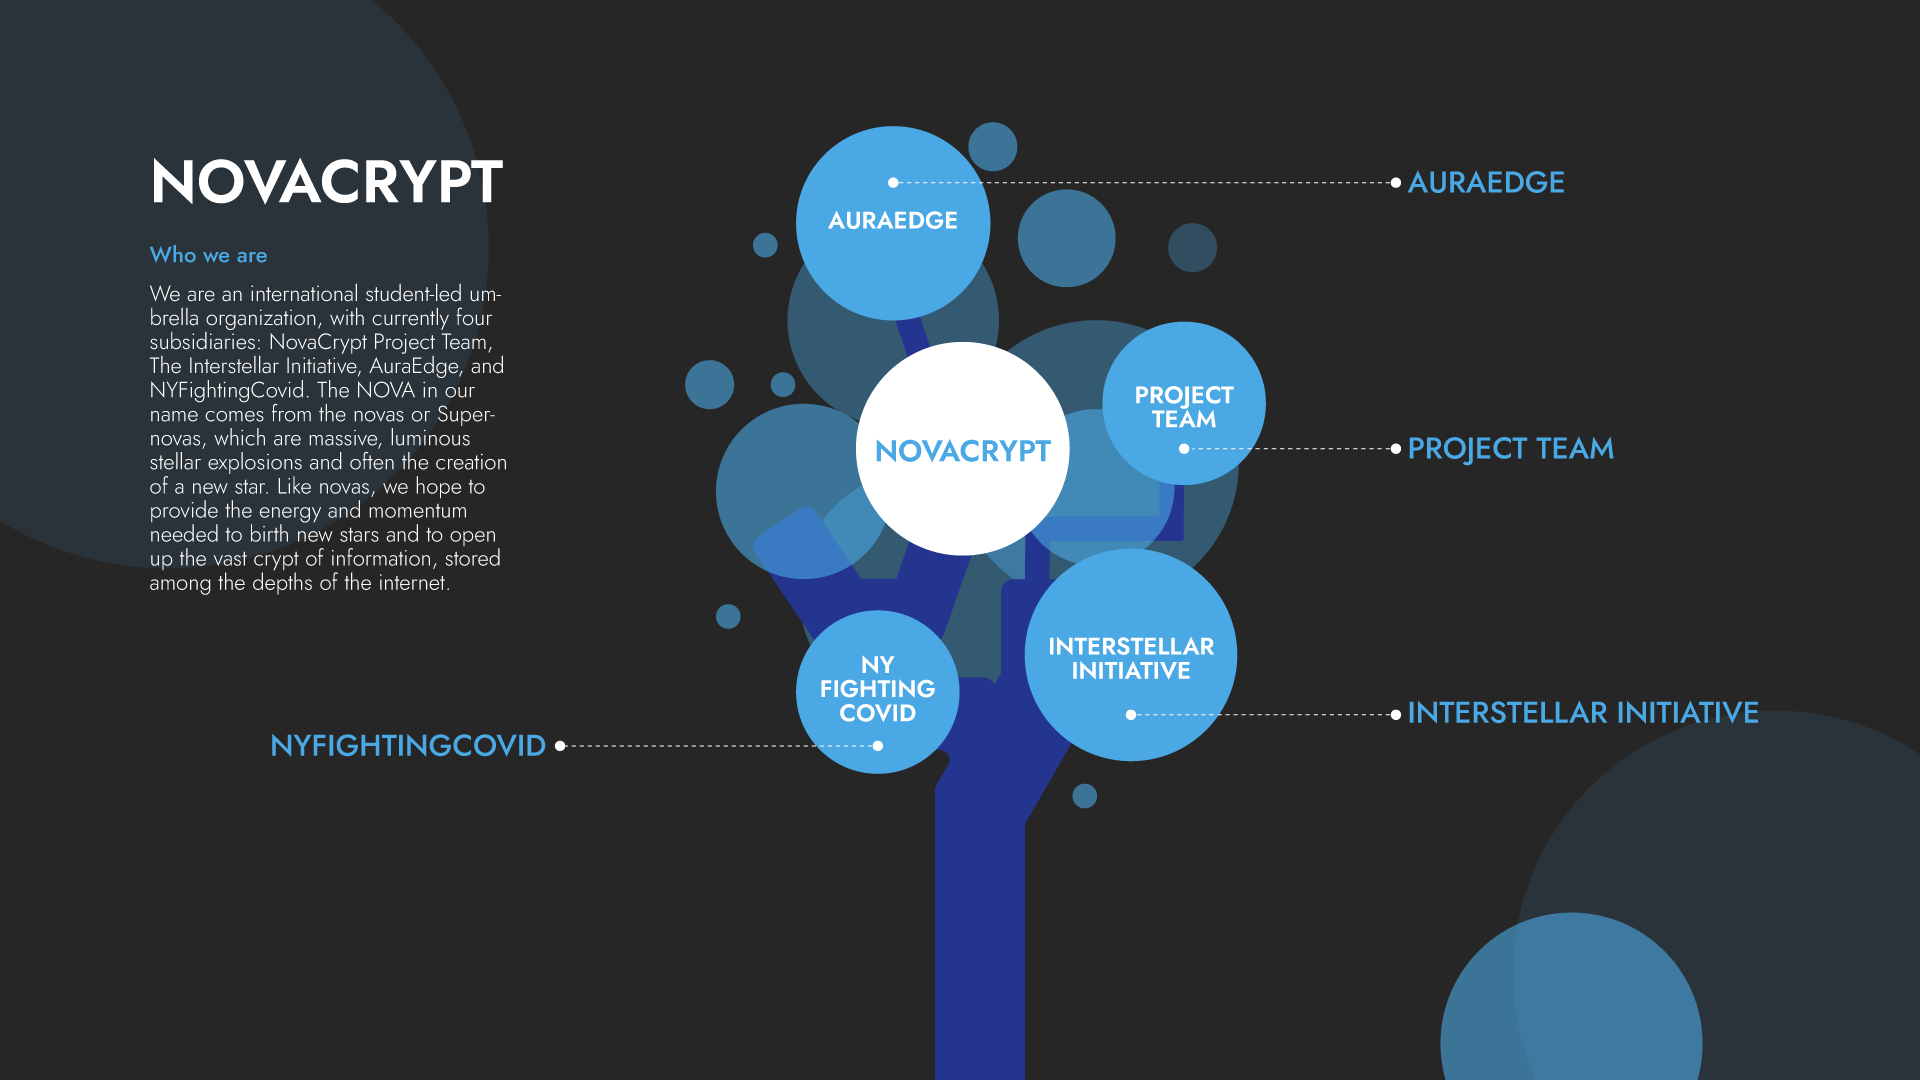 NOVACRYPT
Who we are
We are an international student-led um-
brella organization, with currently four
subsidiaries: NovaCrypt Project Team,
The Interstellar Initiative, AuraEdge, and
NYFightingCovid. The NOVA in our
name comes from the novas or Super-
novas, which are massive, luminous
stellar explosions and often the creation
of a new star. Like novas, we hope to
provide the energy and momentum
needed to birth new stars and to open
up the vast crypt of information, stored
among the depths of the internet.
AURAEDGE
AURAEDGE
NOVACRYPT
PROJECT
TEAM
PROJECT TEAM
INTERSTELLAR
INITIATIVE
INTERSTELLAR INITIATIVE
NY
FIGHTING
COVID
NYFIGHTINGCOVID